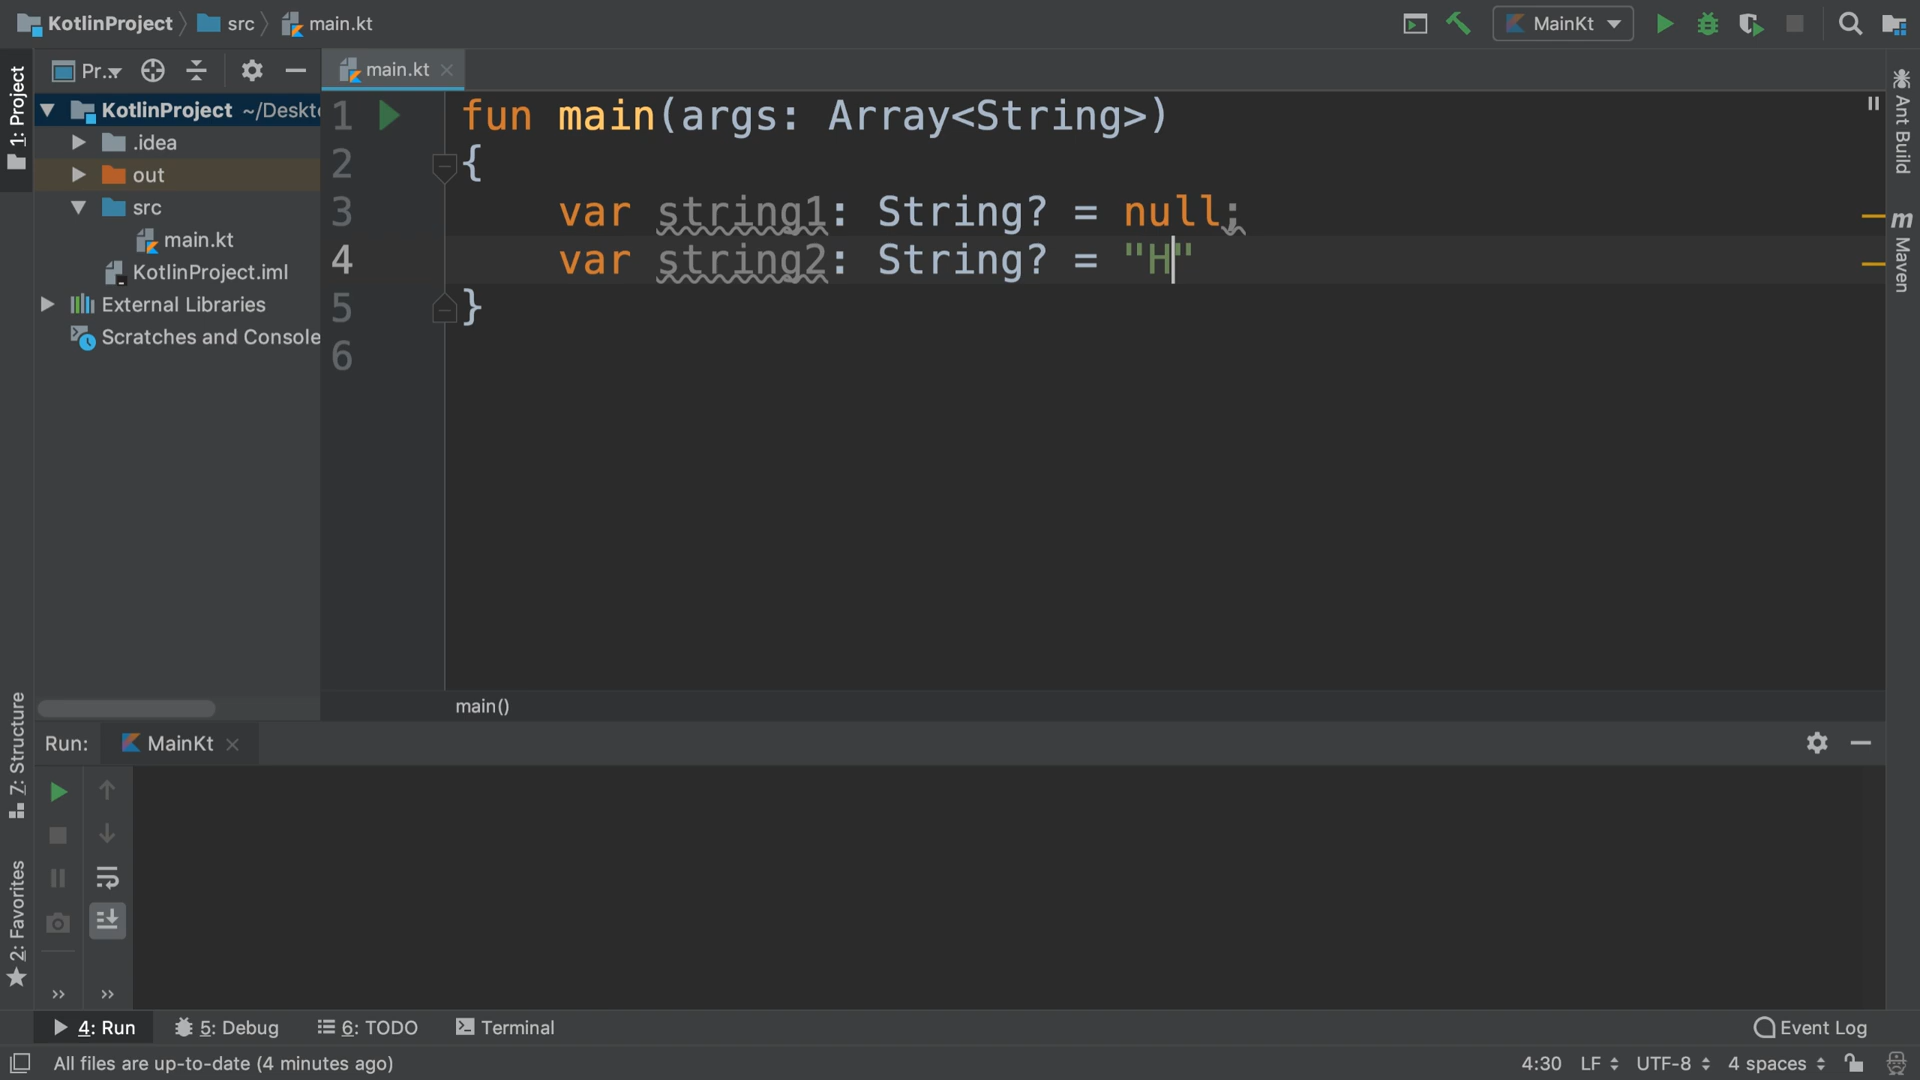 KotlinProject src main.kt MainKt
1: Project Pr... main.kt
KotlinProject ~/Deskt
.idea
out
src
main.kt
KotlinProject.iml
External Libraries
Scratches and Console
1 fun main(args: Array<String>)
2 {
3 var string1: String? = null;
4 var string2: String? = "H"
5 }
6
main()
Ant Build
m Maven
7: Structure
2: Favorites
Run: MainKt
4: Run 5: Debug 6: TODO Terminal Event Log
All files are up-to-date (4 minutes ago) 4:30 LF UTF-8 4 spaces